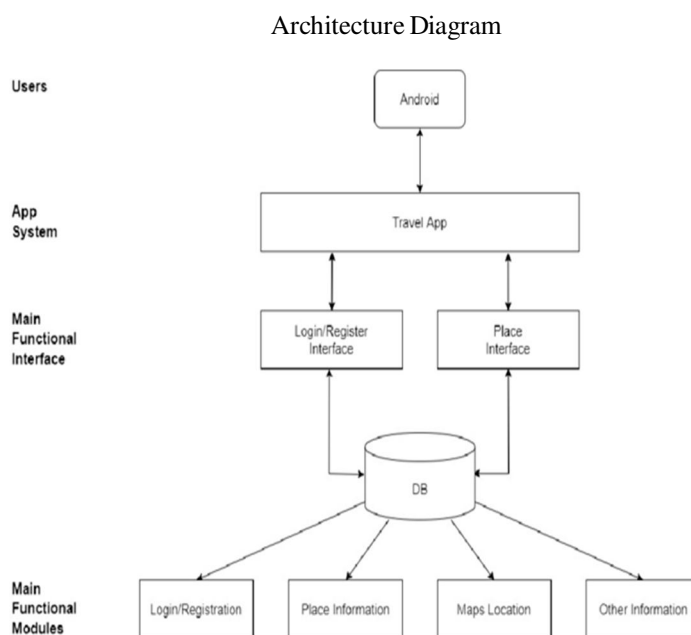 Architecture Diagram
Users
Android
App
System
Travel App
Main
Functional
Interface
Login/Register
Interface
Place
Interface
DB
Main
Functional
Modules
Login/Registration
Place Information
Maps Location
Other Information